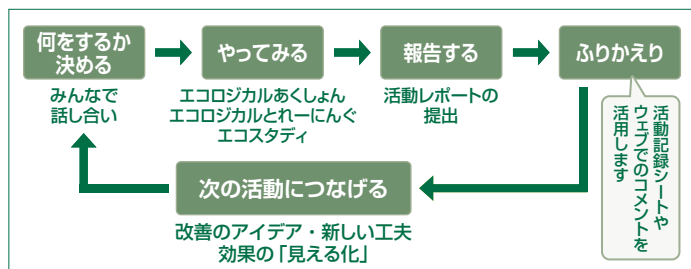 何をするか
決める
やってみる
報告する
ふりかえり
みんなで
話し合い
エコロジカルあくしょん
エコロジカルとれーにんぐ
エコスタディ
活動レポートの
提出
活動記録シートや
ウェブでのコメントを
活用します
次の活動につなげる
改善のアイデア・新しい工夫
効果の「見える化」